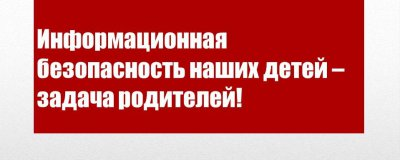 Информационная
безопасность наших детей –
задача родителей!